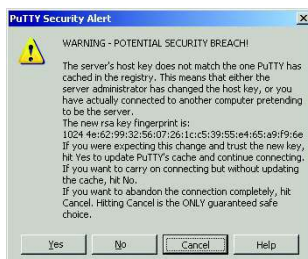 PuTTY Security Alert
WARNING - POTENTIAL SECURITY BREACH!
The server's host key does not match the one PuTTY has
cached in the registry. This means that either the
server administrator has changed the host key, or you
have actually connected to another computer pretending
to be the server.
The new rsa key fingerprint is:
1024 4e:62:99:32:56:07:26:1c:c5:39:55:e4:65:a9:f9:6e
If you were expecting this change and trust the new key,
hit Yes to update PuTTY's cache and continue connecting.
If you want to carry on connecting but without updating
the cache, hit No.
If you want to abandon the connection completely, hit
Cancel. Hitting Cancel is the ONLY guaranteed safe
choice.
Yes No Cancel Help